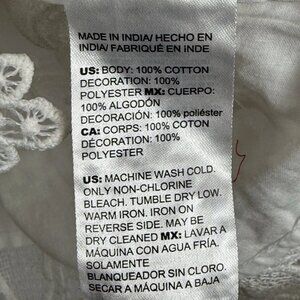 MADE IN INDIA/ HECHO EN
INDIA/ FABRIQUÉ EN INDE
US: BODY: 100% COTTON
DECORATION: 100%
POLYESTER MX: CUERPO:
100% ALGODÓN
DECORACIÓN: 100% poliéster
CA: CORPS: 100% COTON
DÉCORATION: 100%
POLYESTER
US: MACHINE WASH COLD.
ONLY NON-CHLORINE
BLEACH. TUMBLE DRY LOW.
WARM IRON. IRON ON
REVERSE SIDE. MAY BE
DRY CLEANED MX: LAVAR A
MÁQUINA CON AGUA FRÍA.
SOLAMENTE
BLANQUEADOR SIN CLORO.
SECAR A MÁQUINA A BAJA